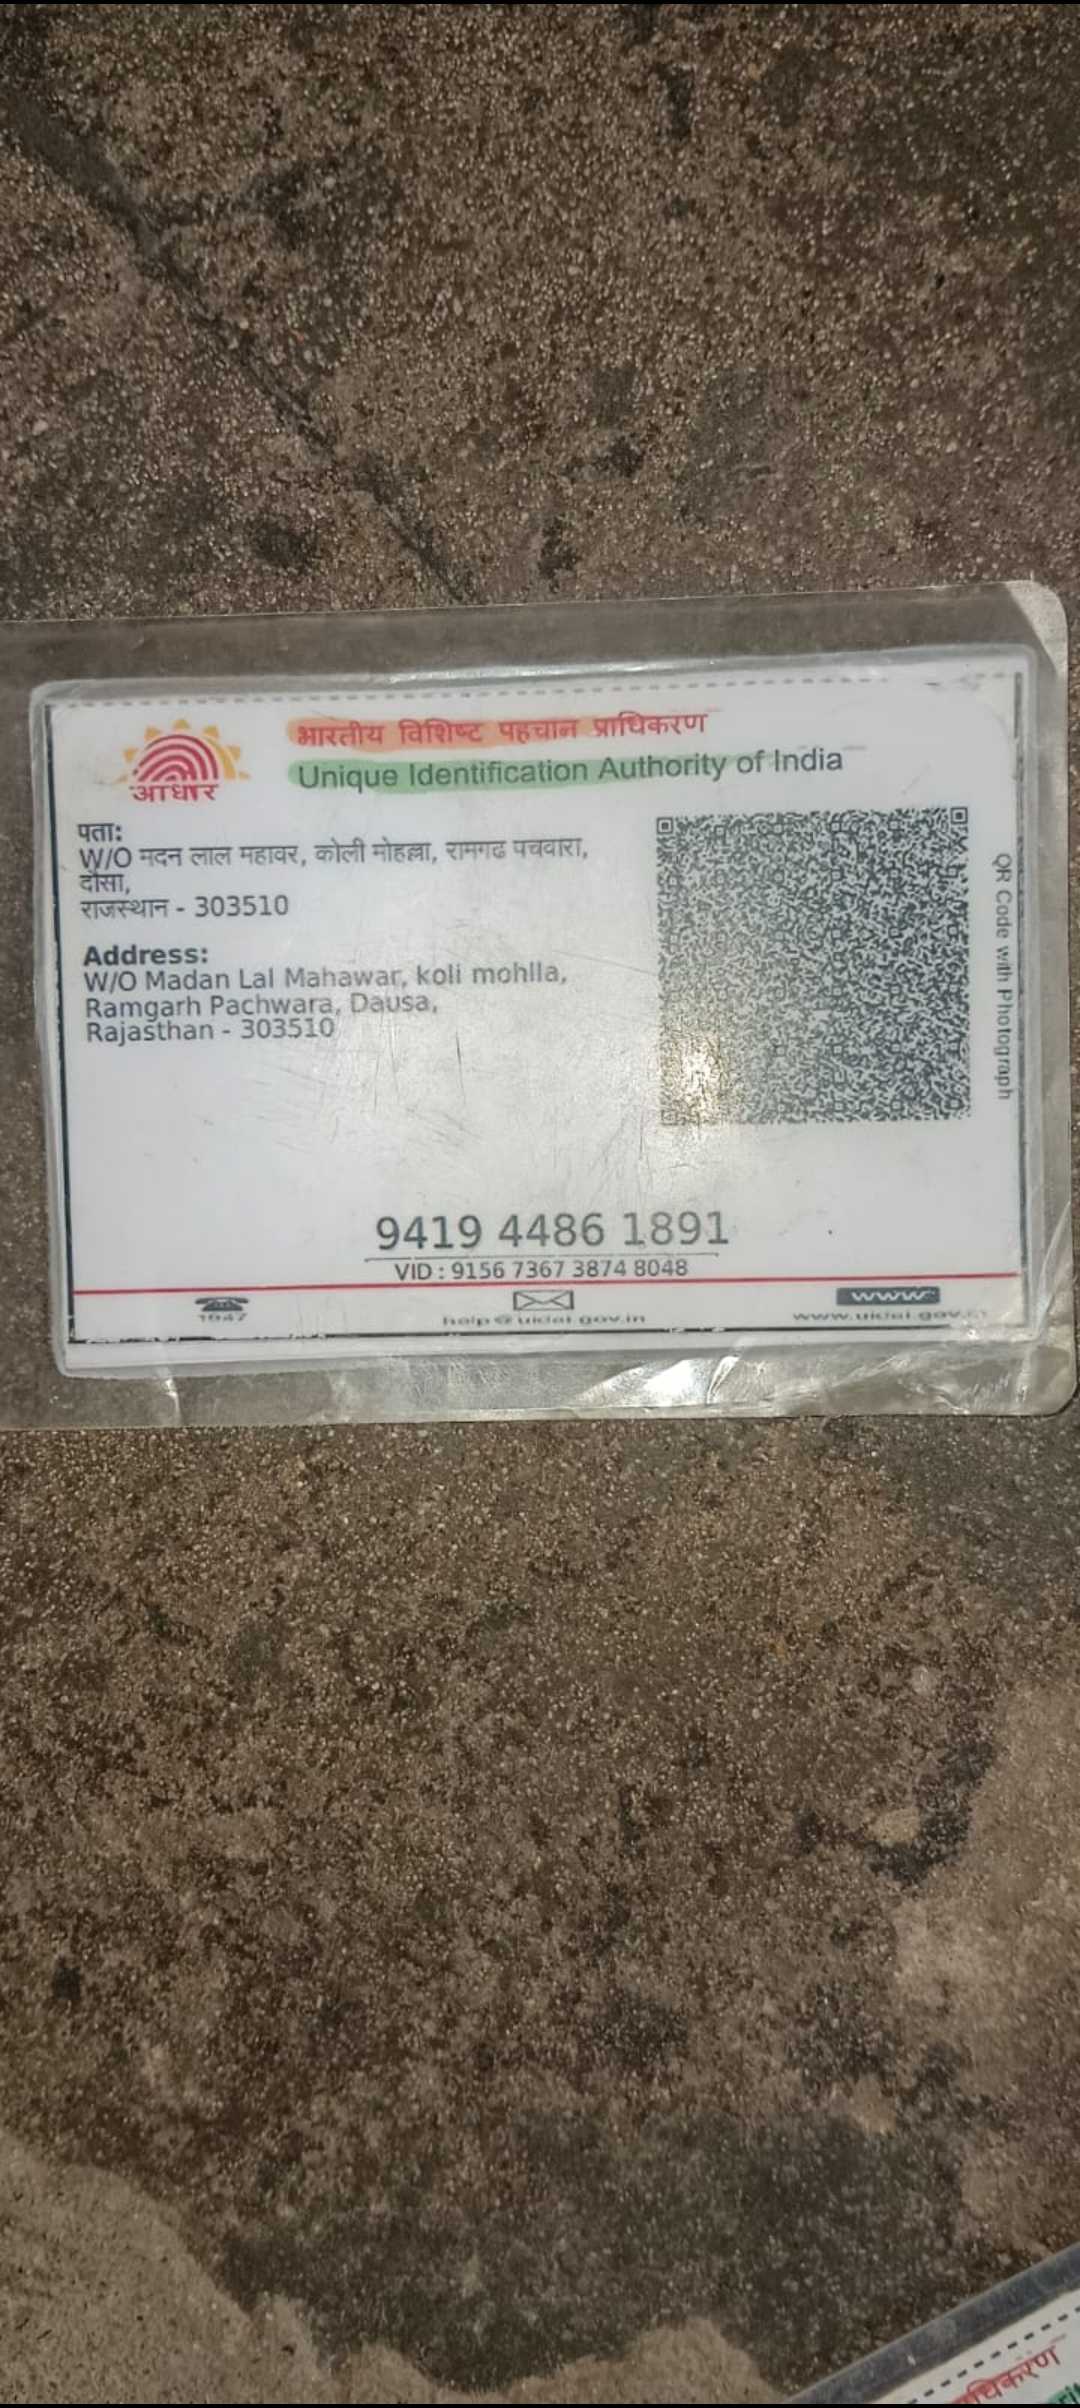 भारतीय विशिष्ट पहचान प्राधिकरण
Unique Identification Authority of India
आधार
पता:
W/O मदन लाल महावर, कोली मोहल्ला, रामगढ पचवारा,
दौसा,
राजस्थान - 303510
Address:
W/O Madan Lal Mahawar, koli mohlla,
Ramgarh Pachwara, Dausa,
Rajasthan - 303510
QR Code with Photograph
9419 4486 1891
VID : 9156 7367 3874 8048
1947
help@uidai.gov.in
www
www.uidai.gov.in